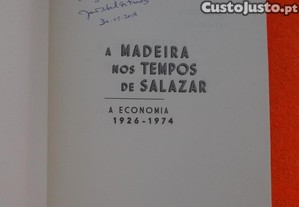 CustoJusto.pt
A MADEIRA
NOS TEMPOS
DE SALAZAR
A ECONOMIA
1926-1974